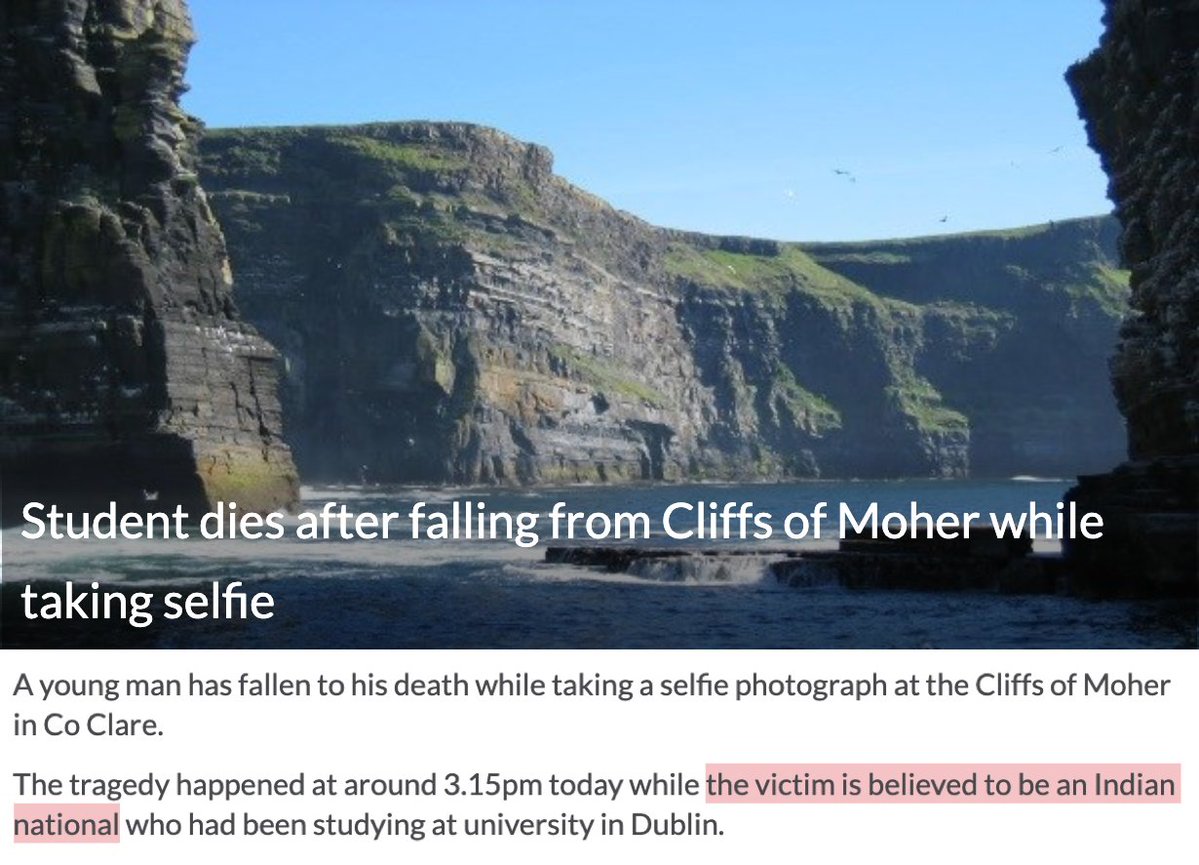 Student dies after falling from Cliffs of Moher while
taking selfie
A young man has fallen to his death while taking a selfie photograph at the Cliffs of Moher
in Co Clare.
The tragedy happened at around 3.15pm today while the victim is believed to be an Indian
national who had been studying at university in Dublin.